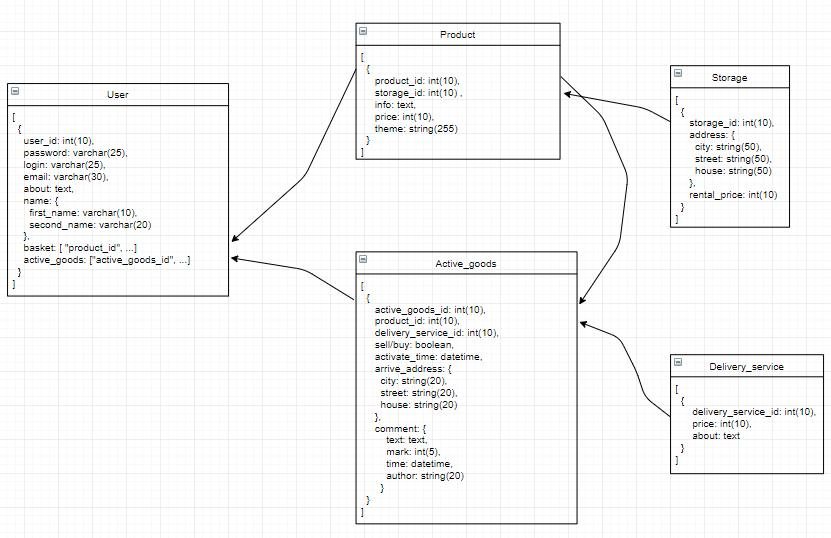 User
[
{
user_id: int(10),
password: varchar(25),
login: varchar(25),
email: varchar(30),
about: text,
name: {
first_name: varchar(10),
second_name: varchar(20)
},
basket: [ "product_id", ...]
active_goods: ["active_goods_id", ...]
}
]
Product
[
{
product_id: int(10),
storage_id: int(10) ,
info: text,
price: int(10),
theme: string(255)
}
]
Storage
[
{
storage_id: int(10),
address: {
city: string(50),
street: string(50),
house: string(50)
},
rental_price: int(10)
}
]
Active_goods
[
{
active_goods_id: int(10),
product_id: int(10),
delivery_service_id: int(10),
sell/buy: boolean,
activate_time: datetime,
arrive_address: {
city: string(20),
street: string(20),
house: string(20)
},
comment: {
text: text,
mark: int(5),
time: datetime,
author: string(20)
}
}
]
Delivery_service
[
{
delivery_service_id: int(10),
price: int(10),
about: text
}
]